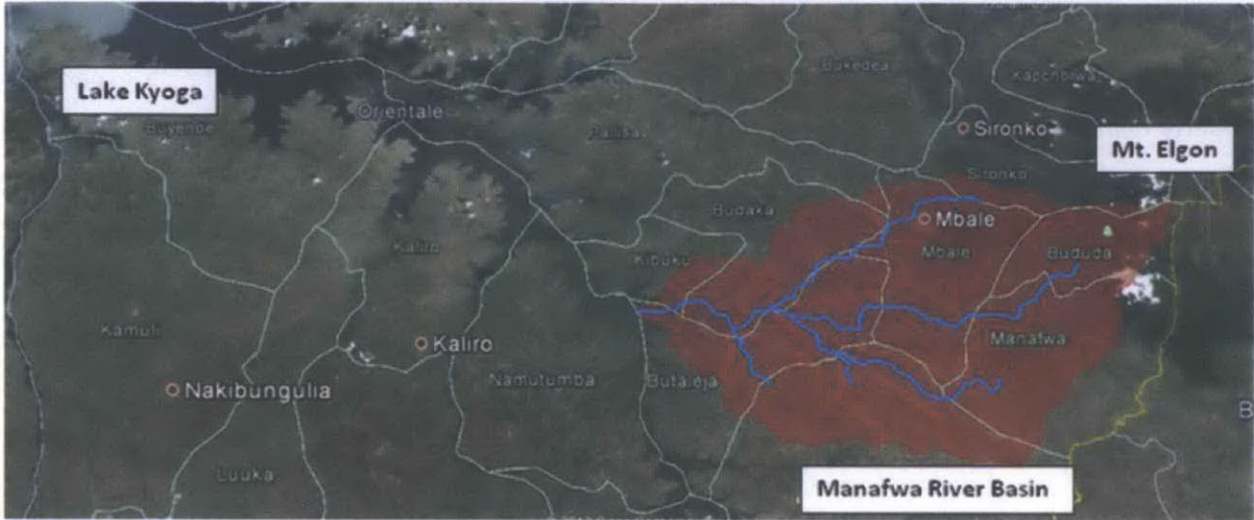 Lake Kyoga
Buyende
Orientale
Pallisa
Bukedea
Kapchorwa
Sironko
Mt. Elgon
Sironko
Budaka
Mbale
Mbale
Bududa
Kibuku
Kaliro
Kamuli
Kaliro
Nakibungulia
Namutumba
Butaleja
Manafwa
Luuka
Manafwa River Basin
B